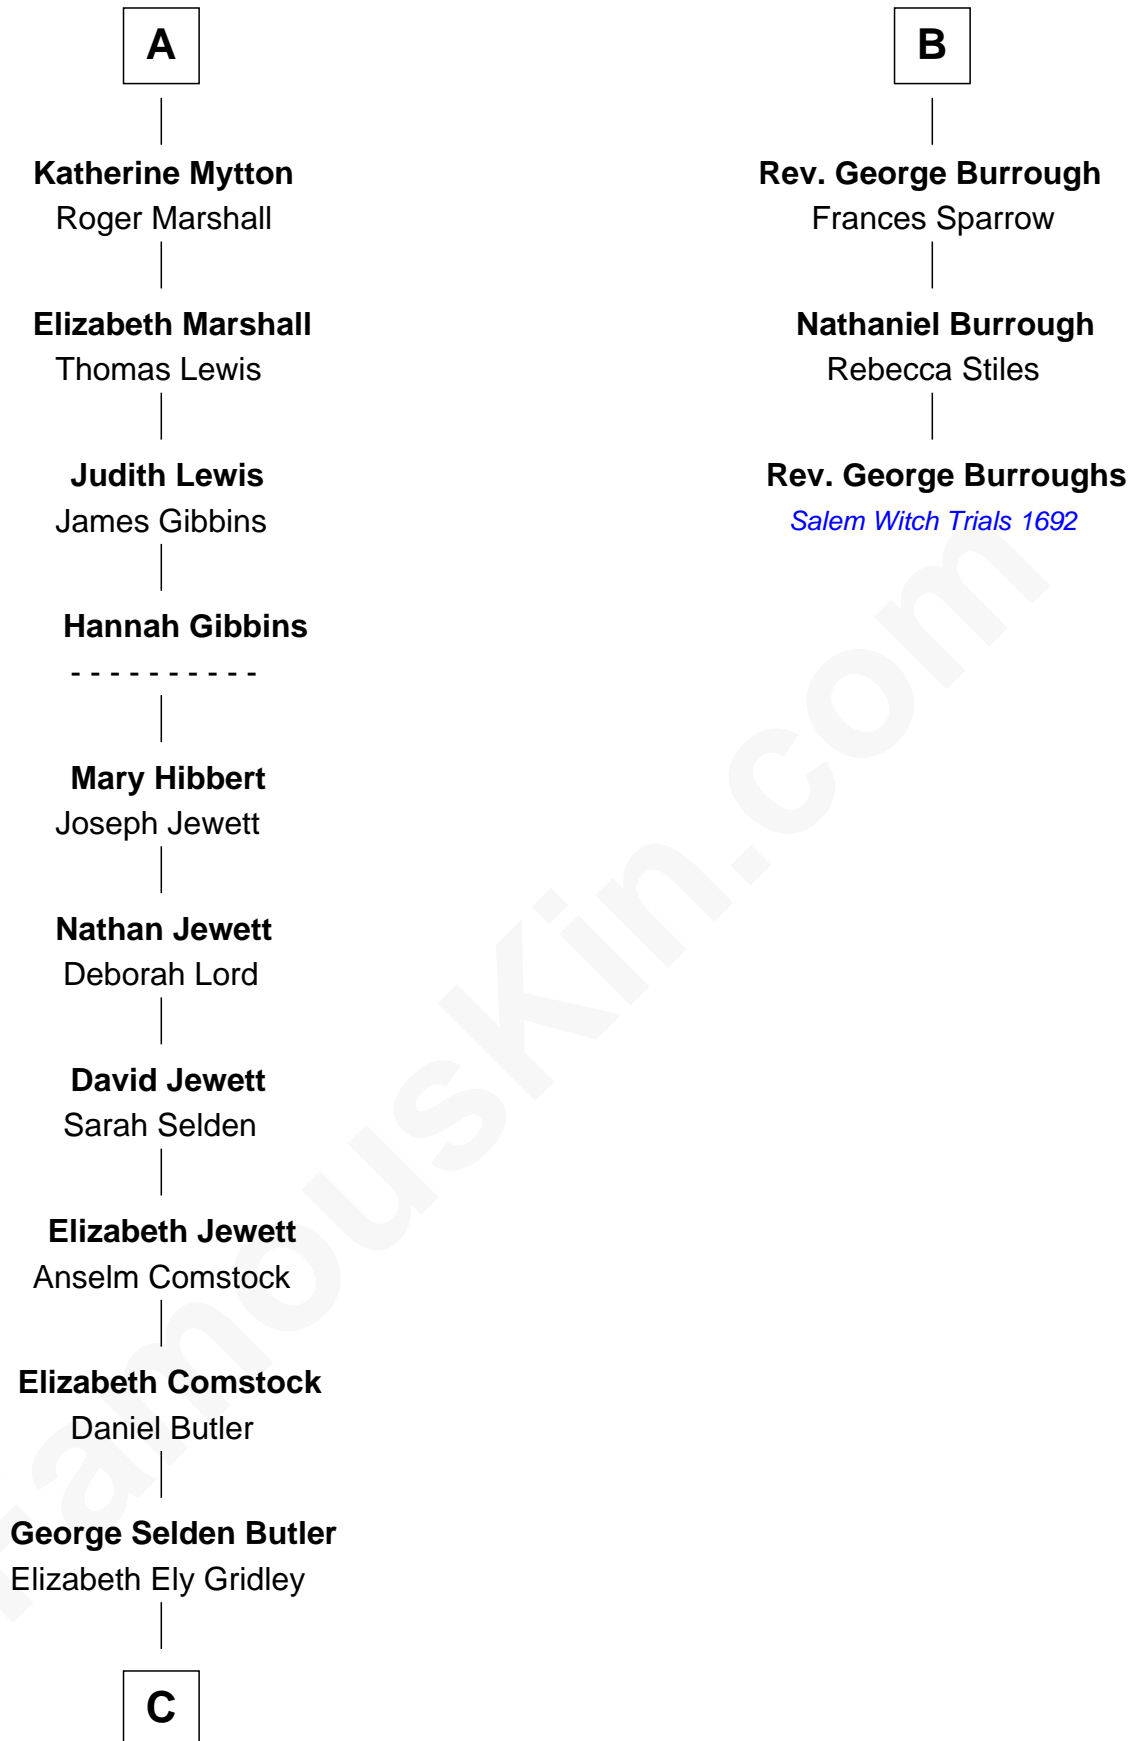 A
Katherine Mytton
Roger Marshall
Elizabeth Marshall
Thomas Lewis
Judith Lewis
James Gibbins
Hannah Gibbins
- - - - - - - - - -
Mary Hibbert
Joseph Jewett
Nathan Jewett
Deborah Lord
David Jewett
Sarah Selden
Elizabeth Jewett
Anselm Comstock
Elizabeth Comstock
Daniel Butler
George Selden Butler
Elizabeth Ely Gridley
C
B
Rev. George Burrough
Frances Sparrow
Nathaniel Burrough
Rebecca Stiles
Rev. George Burroughs
Salem Witch Trials 1692
FamousKin.com